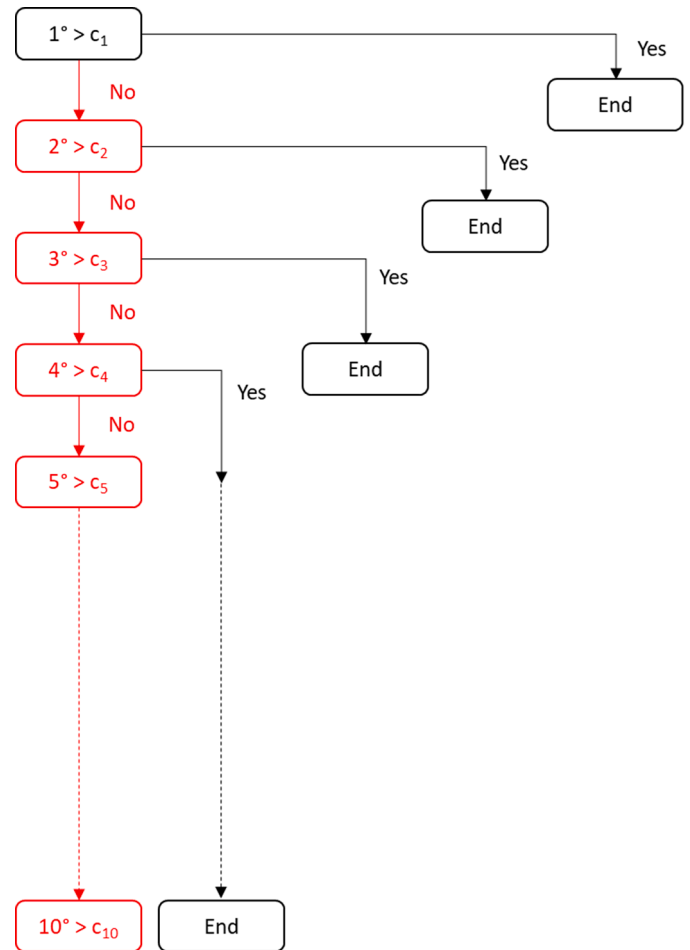 1° > c₁
Yes
No
End
2° > c₂
Yes
No
End
3° > c₃
Yes
No
End
4° > c₄
Yes
No
5° > c₅
10° > c₁₀
End